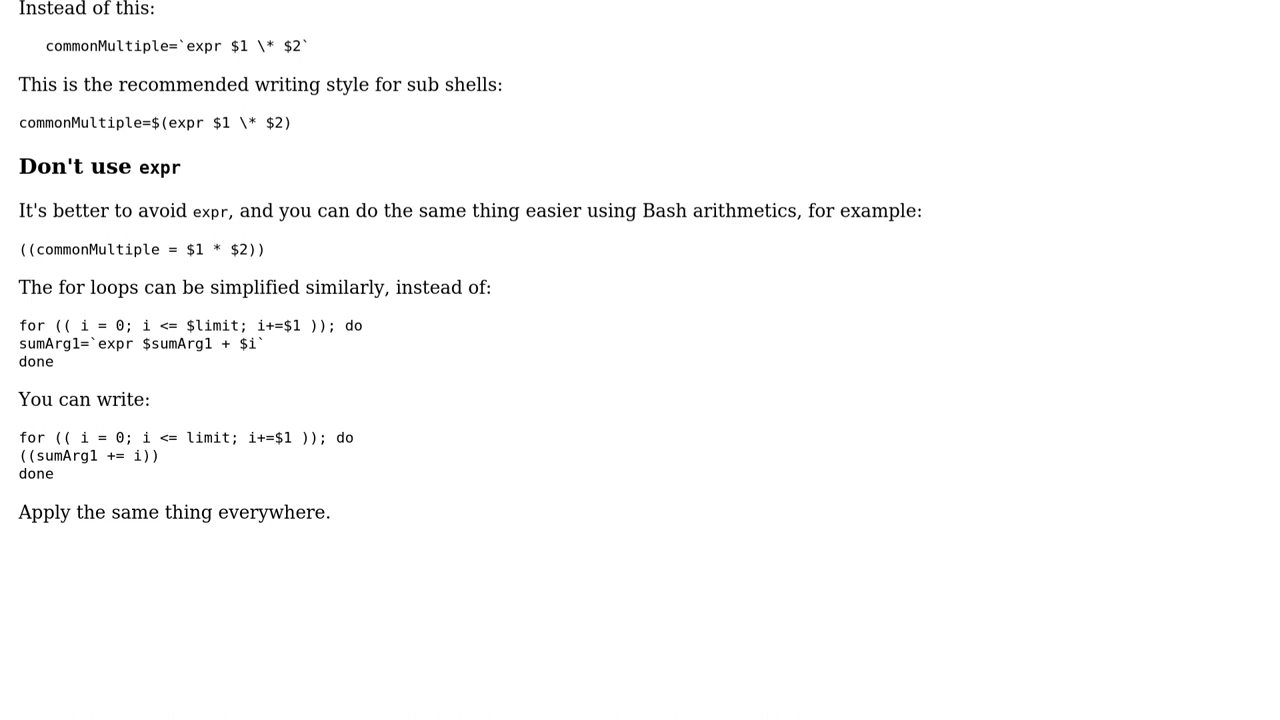 Instead of this:
commonMultiple=`expr $1 \* $2`
This is the recommended writing style for sub shells:
commonMultiple=$(expr $1 \* $2)
Don't use expr
It's better to avoid expr, and you can do the same thing easier using Bash arithmetics, for example:
((commonMultiple = $1 * $2))
The for loops can be simplified similarly, instead of:
for (( i = 0; i <= $limit; i+=$1 )); do
sumArg1=`expr $sumArg1 + $i`
done
You can write:
for (( i = 0; i <= limit; i+=$1 )); do
((sumArg1 += i))
done
Apply the same thing everywhere.